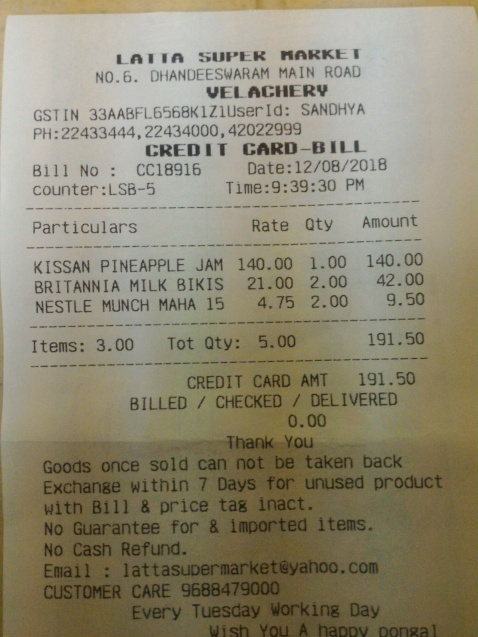 LATTA SUPER MARKET
NO.6. DHANDEESWARAM MAIN ROAD
VELACHERY
GSTIN 33AABFL6568K1Z1UserId: SANDHYA
PH:22433444,22434000,42022999
CREDIT CARD-BILL
Bill No : CC18916 Date:12/08/2018
counter:LSB-5 Time:9:39:30 PM
Particulars Rate Qty Amount
KISSAN PINEAPPLE JAM 140.00 1.00 140.00
BRITANNIA MILK BIKIS 21.00 2.00 42.00
NESTLE MUNCH MAHA 15 4.75 2.00 9.50
Items: 3.00 Tot Qty: 5.00 191.50
CREDIT CARD AMT 191.50
BILLED / CHECKED / DELIVERED
0.00
Thank You
Goods once sold can not be taken back
Exchange within 7 Days for unused product
with Bill & price tag inact.
No Guarantee for & imported items.
No Cash Refund.
Email : lattasupermarket@yahoo.com
CUSTOMER CARE 9688479000
Every Tuesday Working Day
Wish You A happy pongal